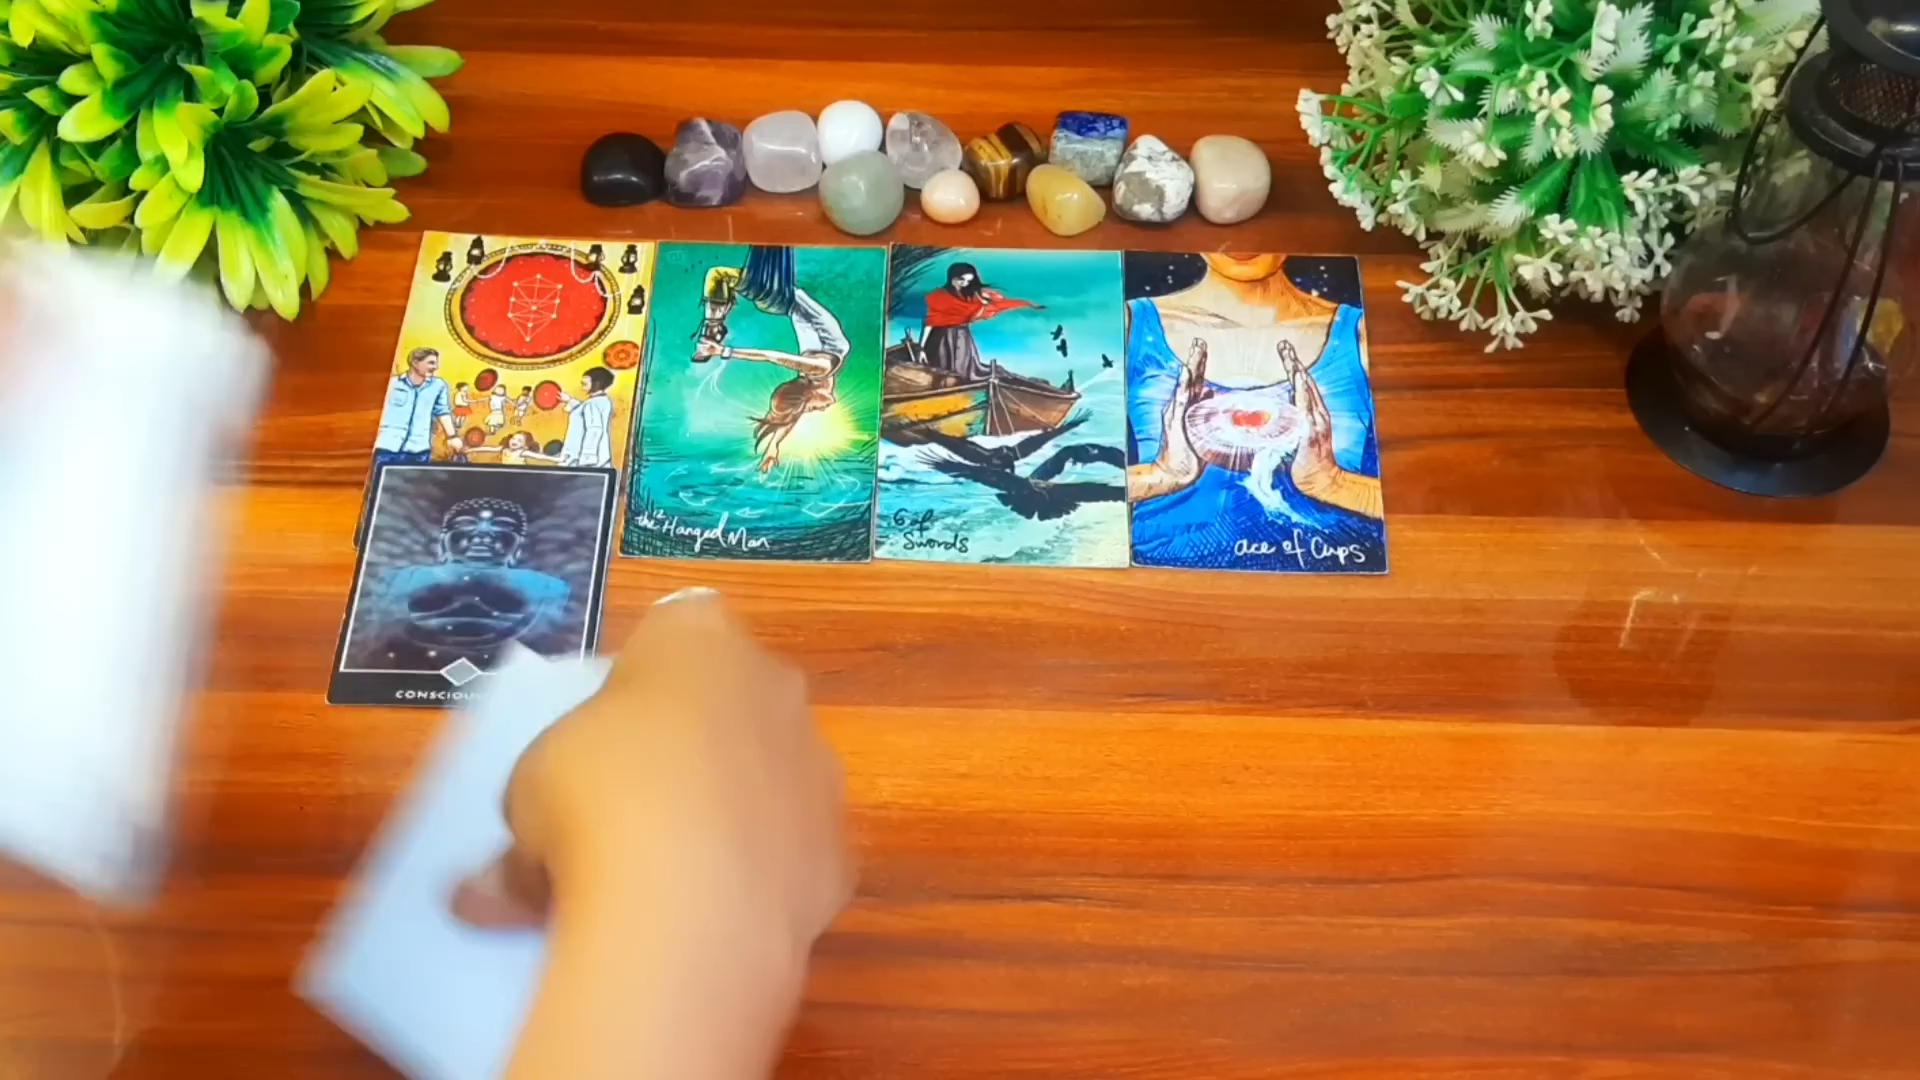 the 12 Hanged Man
6 of
Swords
ace of Cups